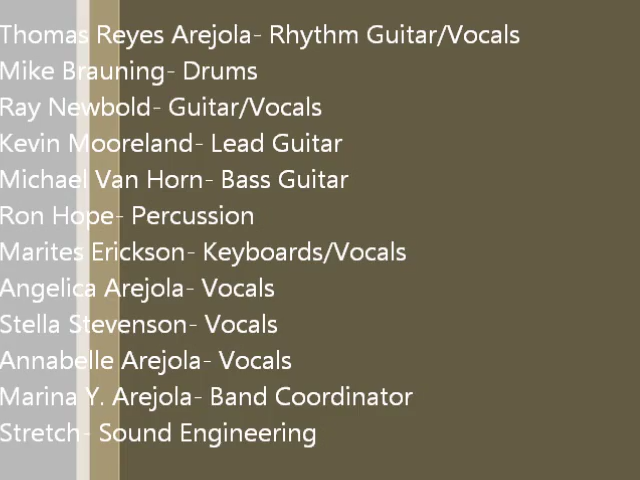 Thomas Reyes Arejola- Rhythm Guitar/Vocals
Mike Brauning- Drums
Ray Newbold- Guitar/Vocals
Kevin Mooreland- Lead Guitar
Michael Van Horn- Bass Guitar
Ron Hope- Percussion
Marites Erickson- Keyboards/Vocals
Angelica Arejola- Vocals
Stella Stevenson- Vocals
Annabelle Arejola- Vocals
Marina Y. Arejola- Band Coordinator
Stretch- Sound Engineering